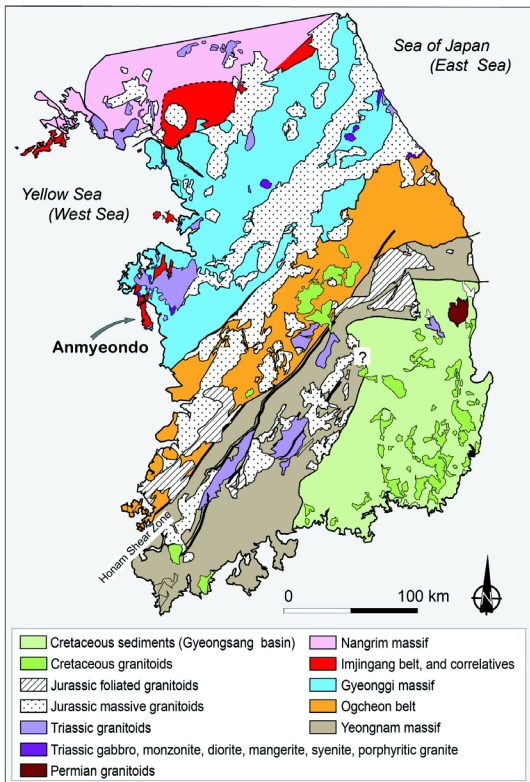 Sea of Japan
(East Sea)
Yellow Sea
(West Sea)
Anmyeondo
?
Honam Shear Zone
0 100 km
N
Cretaceous sediments (Gyeongsang basin)
Cretaceous granitoids
Jurassic foliated granitoids
Jurassic massive granitoids
Triassic granitoids
Triassic gabbro, monzonite, diorite, mangerite, syenite, porphyritic granite
Permian granitoids
Nangrim massif
Imjingang belt, and correlatives
Gyeonggi massif
Ogcheon belt
Yeongnam massif